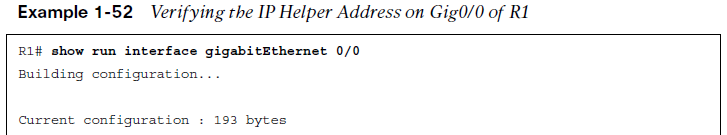 Example 1-52 Verifying the IP Helper Address on Gig0/0 of R1
R1# show run interface gigabitEthernet 0/0
Building configuration...
Current configuration : 193 bytes